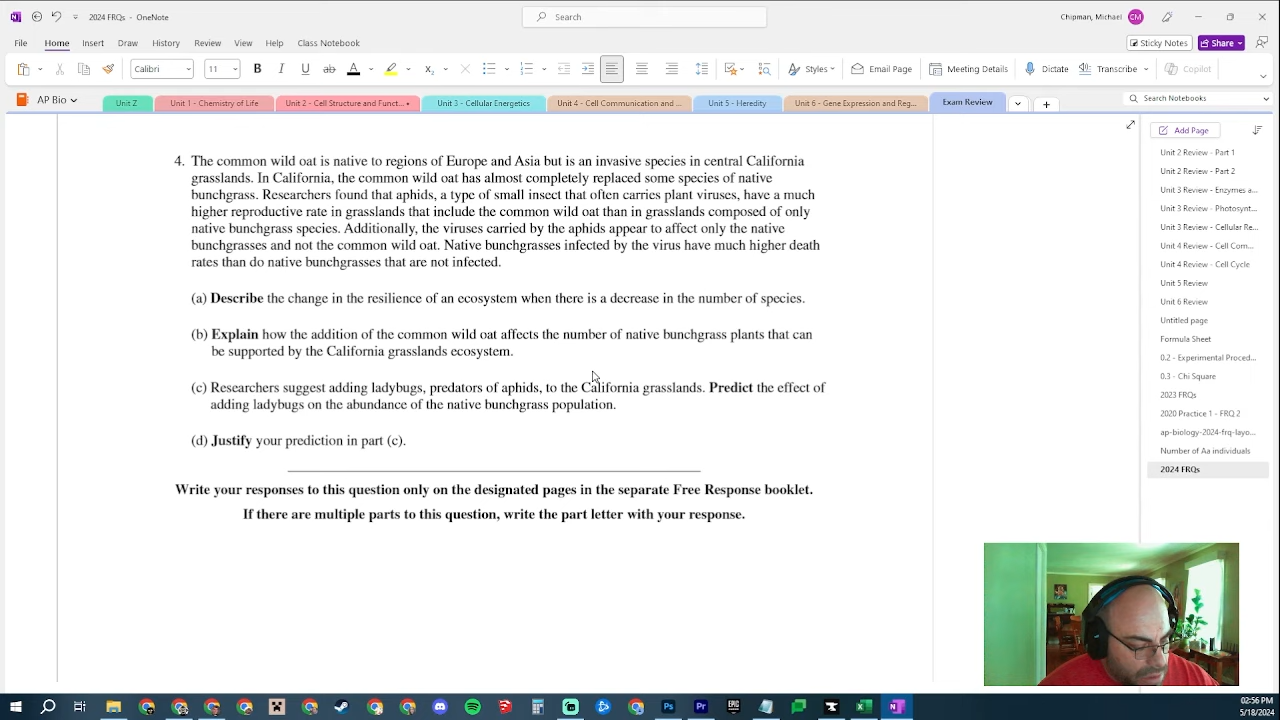 2024 FRQs - OneNote
Search
Chipman, Michael
CM
File
Home
Insert
Draw
History
Review
View
Help
Class Notebook
Sticky Notes
Share
Calibri
11
B
I
U
ab
A
Styles
Email Page
Meeting Details
Dictate
Transcribe
Copilot
AP Bio
Unit Z
Unit 1 - Chemistry of Life
Unit 2 - Cell Structure and Funct...
Unit 3 - Cellular Energetics
Unit 4 - Cell Communication and ...
Unit 5 - Heredity
Unit 6 - Gene Expression and Reg...
Exam Review
Search Notebooks
4. The common wild oat is native to regions of Europe and Asia but is an invasive species in central California
grasslands. In California, the common wild oat has almost completely replaced some species of native
bunchgrass. Researchers found that aphids, a type of small insect that often carries plant viruses, have a much
higher reproductive rate in grasslands that include the common wild oat than in grasslands composed of only
native bunchgrass species. Additionally, the viruses carried by the aphids appear to affect only the native
bunchgrasses and not the common wild oat. Native bunchgrasses infected by the virus have much higher death
rates than do native bunchgrasses that are not infected.
(a) Describe the change in the resilience of an ecosystem when there is a decrease in the number of species.
(b) Explain how the addition of the common wild oat affects the number of native bunchgrass plants that can
be supported by the California grasslands ecosystem.
(c) Researchers suggest adding ladybugs, predators of aphids, to the California grasslands. Predict the effect of
adding ladybugs on the abundance of the native bunchgrass population.
(d) Justify your prediction in part (c).
Write your responses to this question only on the designated pages in the separate Free Response booklet.
If there are multiple parts to this question, write the part letter with your response.
Add Page
Unit 2 Review - Part 1
Unit 2 Review - Part 2
Unit 3 Review - Enzymes a...
Unit 3 Review - Photosynt...
Unit 3 Review - Cellular Re...
Unit 4 Review - Cell Com...
Unit 4 Review - Cell Cycle
Unit 5 Review
Unit 6 Review
Untitled page
Formula Sheet
0.2 - Experimental Proced...
0.3 - Chi Square
2023 FRQs
2020 Practice 1 - FRQ 2
ap-biology-2024-frq-layo...
Number of Aa individuals
2024 FRQs
02:56 PM
5/18/2024